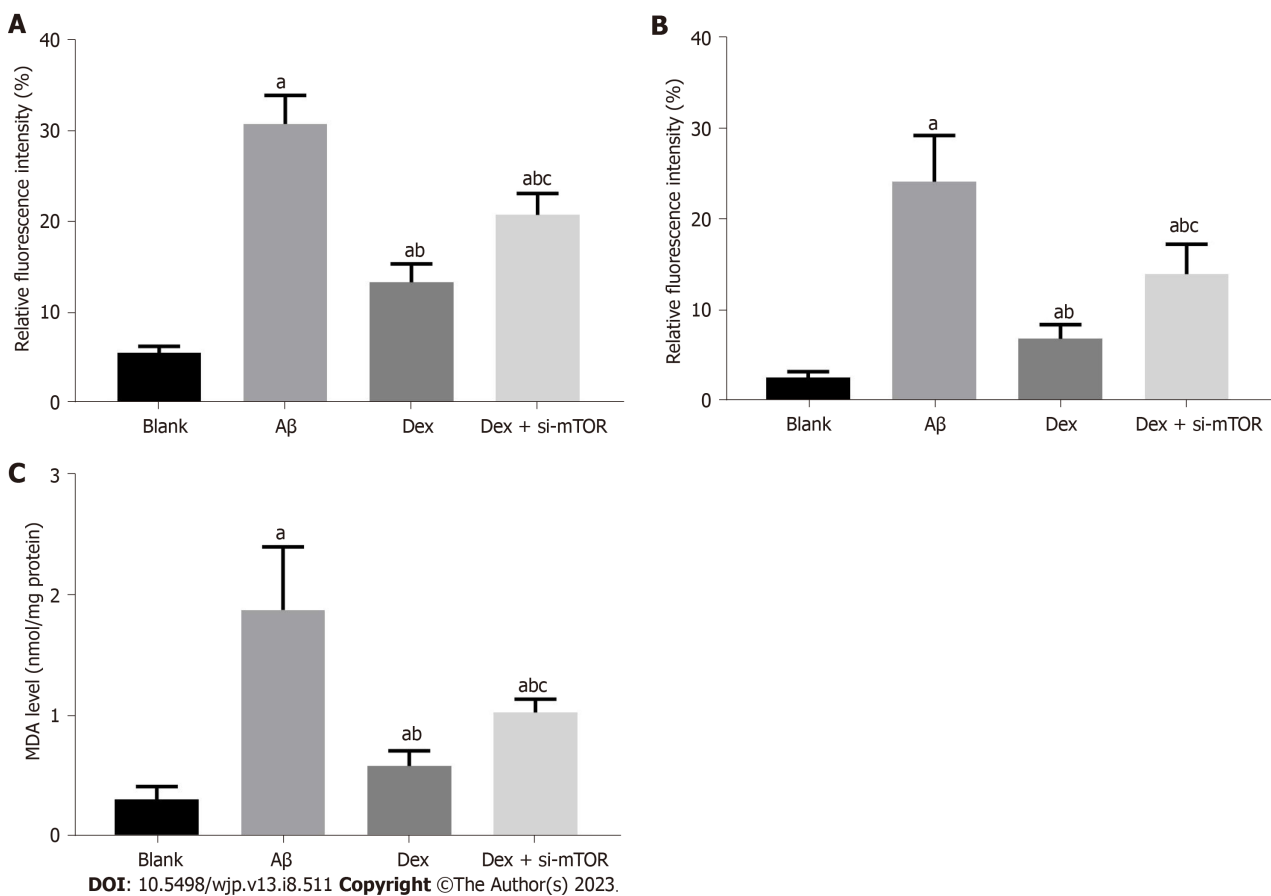 A
Relative fluorescence intensity (%)
40
30
20
10
0
a
ab
abc
Blank
Aβ
Dex
Dex + si-mTOR
B
Relative fluorescence intensity (%)
40
30
20
10
0
a
ab
abc
Blank
Aβ
Dex
Dex + si-mTOR
C
MDA level (nmol/mg protein)
3
2
1
0
a
ab
abc
Blank
Aβ
Dex
Dex + si-mTOR
DOI: 10.5498/wjp.v13.i8.511 Copyright ©The Author(s) 2023.